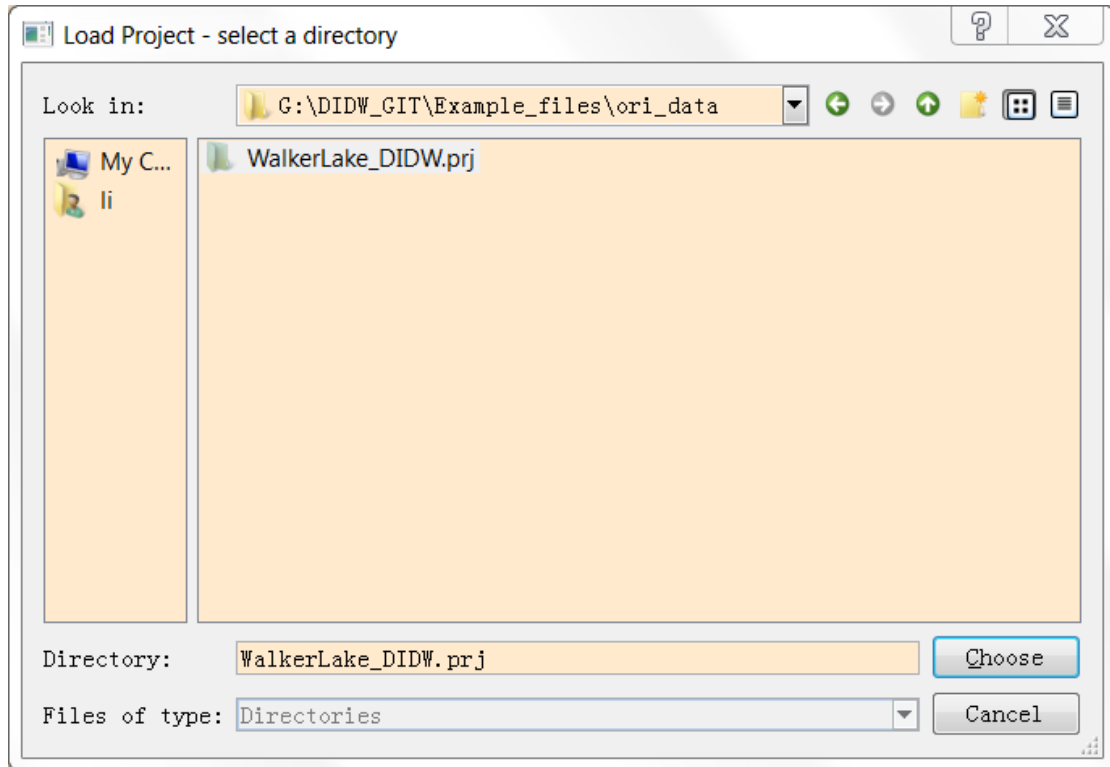 Load Project - select a directory
Look in: G:\DIDW_GIT\Example_files\ori_data
My C...
li
WalkerLake_DIDW.prj
Directory: WalkerLake_DIDW.prj Choose
Files of type: Directories Cancel